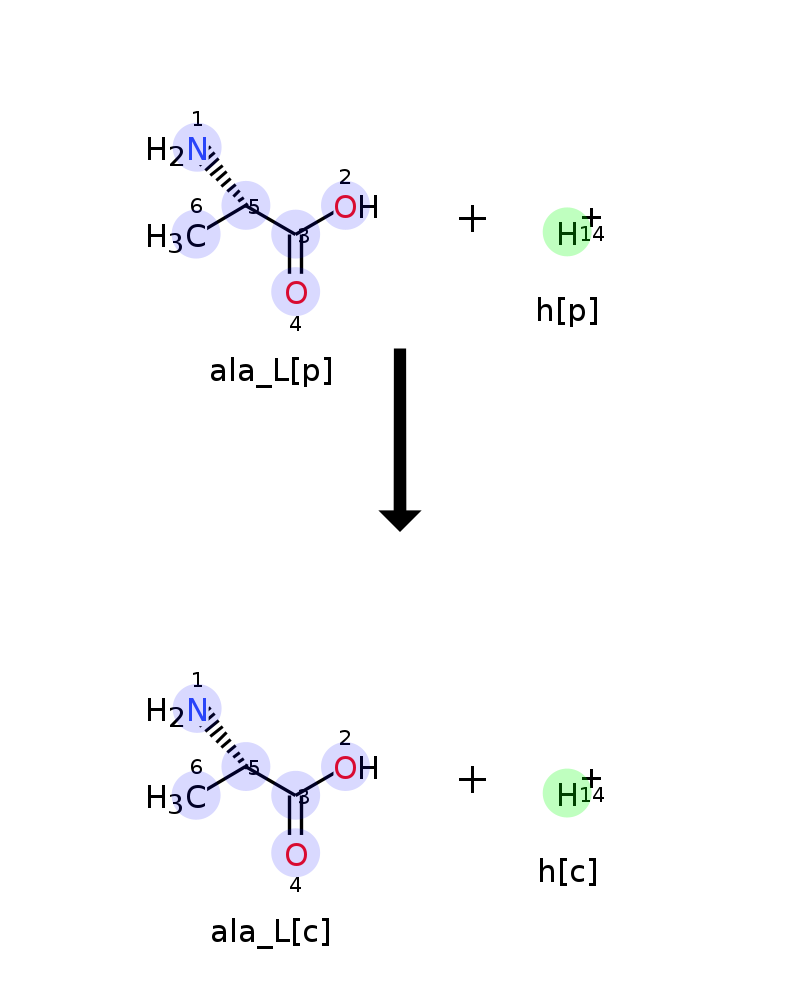 1
H2N
2
6
5
OH
H3C
3
+
H+
14
O
4
h[p]
ala_L[p]
1
H2N
2
6
5
OH
H3C
3
+
H+
14
O
4
h[c]
ala_L[c]